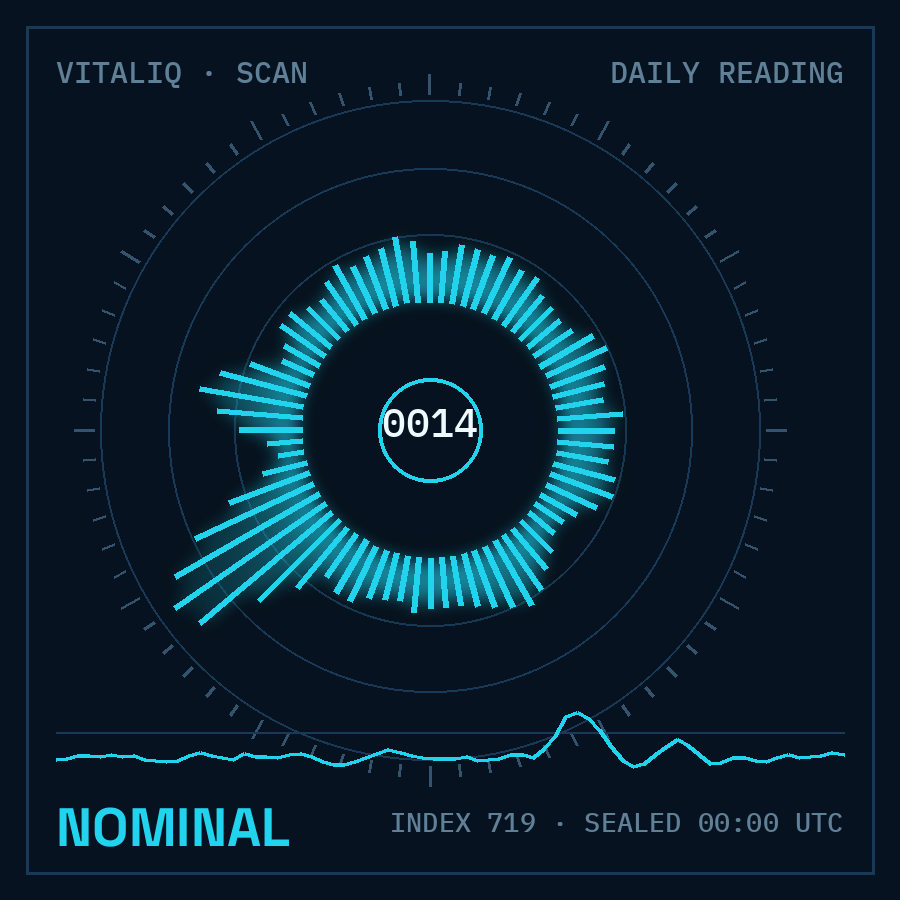 VITALIQ · SCAN
DAILY READING
0014
NOMINAL
INDEX 719 · SEALED 00:00 UTC